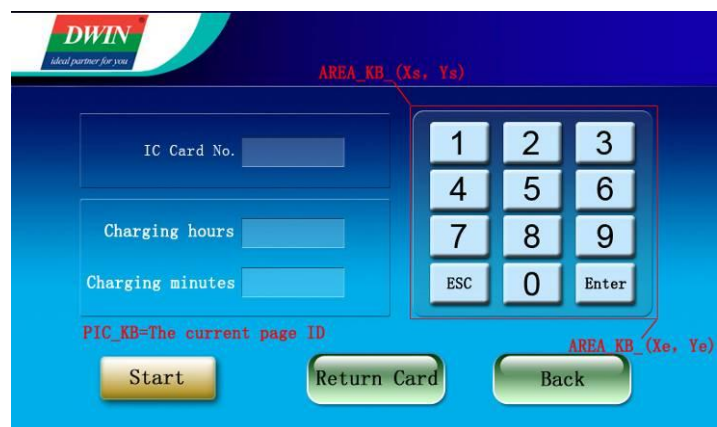 DWIN
ideal partner for you
AREA_KB_(Xs, Ys)
IC Card No.
1 2 3
4 5 6
Charging hours
7 8 9
Charging minutes
ESC 0 Enter
PIC_KB=The current page ID
AREA_KB_(Xe, Ye)
Start
Return Card
Back